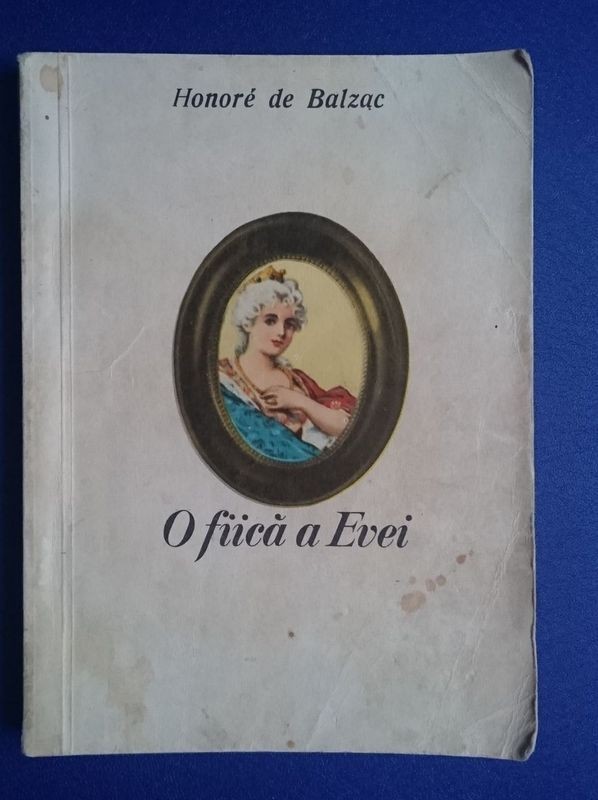 Honoré de Balzac
O fiică a Evei